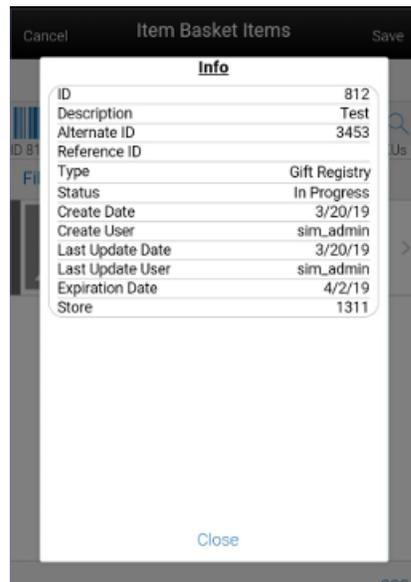 Cancel Item Basket Items Save
Info
ID 812
Description Test
Alternate ID 3453
Reference ID
Type Gift Registry
Status In Progress
Create Date 3/20/19
Create User sim_admin
Last Update Date 3/20/19
Last Update User sim_admin
Expiration Date 4/2/19
Store 1311
Close